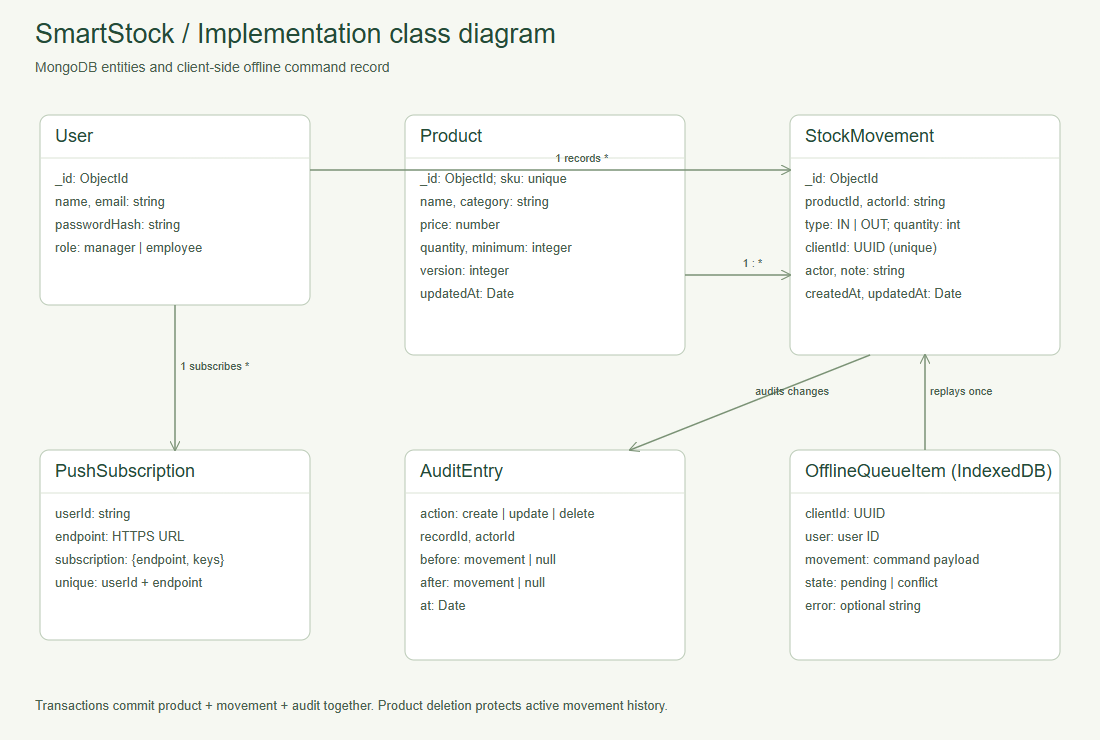 SmartStock / Implementation class diagram
MongoDB entities and client-side offline command record
User
_id: ObjectId
name, email: string
passwordHash: string
role: manager | employee
Product
1 records *
_id: ObjectId; sku: unique
name, category: string
price: number
quantity, minimum: integer
version: integer
updatedAt: Date
1 : *
StockMovement
_id: ObjectId
productId, actorId: string
type: IN | OUT; quantity: int
clientId: UUID (unique)
actor, note: string
createdAt, updatedAt: Date
1 subscribes *
audits changes
replays once
PushSubscription
userId: string
endpoint: HTTPS URL
subscription: {endpoint, keys}
unique: userId + endpoint
AuditEntry
action: create | update | delete
recordId, actorId
before: movement | null
after: movement | null
at: Date
OfflineQueueItem (IndexedDB)
clientId: UUID
user: user ID
movement: command payload
state: pending | conflict
error: optional string
Transactions commit product + movement + audit together. Product deletion protects active movement history.